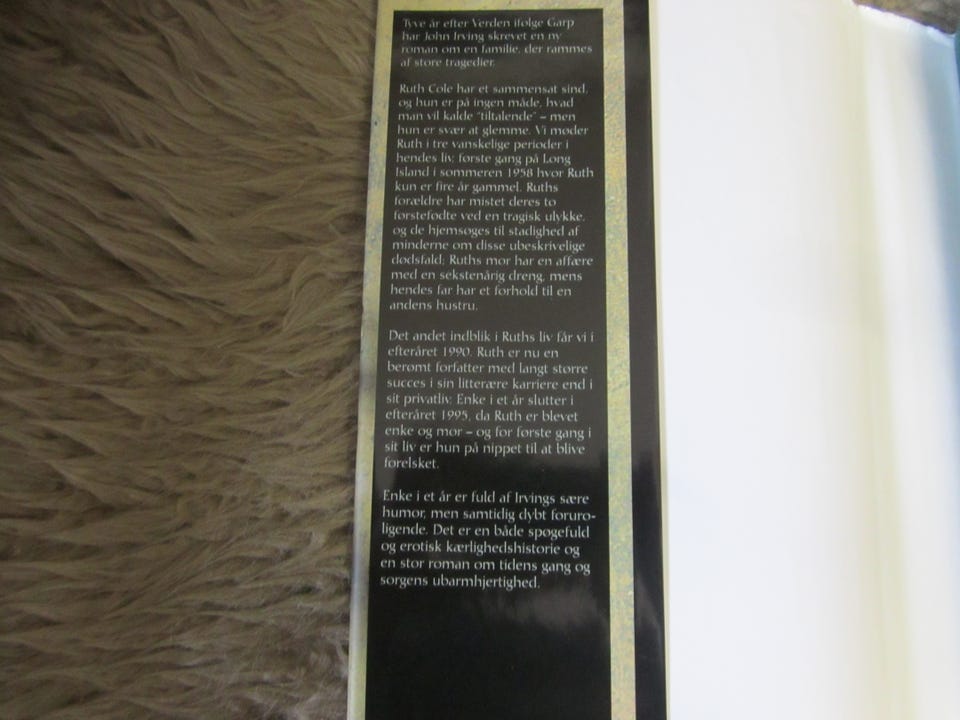 Tyve år efter Verden ifølge Garp
har John Irving skrevet en ny
roman om en familie, der rammes
af store tragedier.
Ruth Cole har et sammensat sind,
og hun er på ingen måde, hvad
man vil kalde "tiltalende" – men
hun er svær at glemme. Vi møder
Ruth i tre vanskelige perioder i
hendes liv, første gang på Long
Island i sommeren 1958 hvor Ruth
kun er fire år gammel. Ruths
forældre har mistet deres to
førstefødte ved en tragisk ulykke,
og de hjemsøges til stadighed af
minderne om disse ubeskrivelige
dødsfald; Ruths mor har en affære
med en sekstenårig dreng, mens
hendes far har et forhold til en
andens hustru.
Det andet indblik i Ruths liv får vi i
efteråret 1990. Ruth er nu en
berømt forfatter med langt større
succes i sin litterære karriere end i
sit privatliv. Enke i et år slutter i
efteråret 1995, da Ruth er blevet
enke og mor – og for første gang i
sit liv er hun på nippet til at blive
forelsket.
Enke i et år er fuld af Irvings sære
humor, men samtidig dybt foruro-
ligende. Det er en både spøgefuld
og erotisk kærlighedshistorie og
en stor roman om tidens gang og
sorgens ubarmhjertighed.